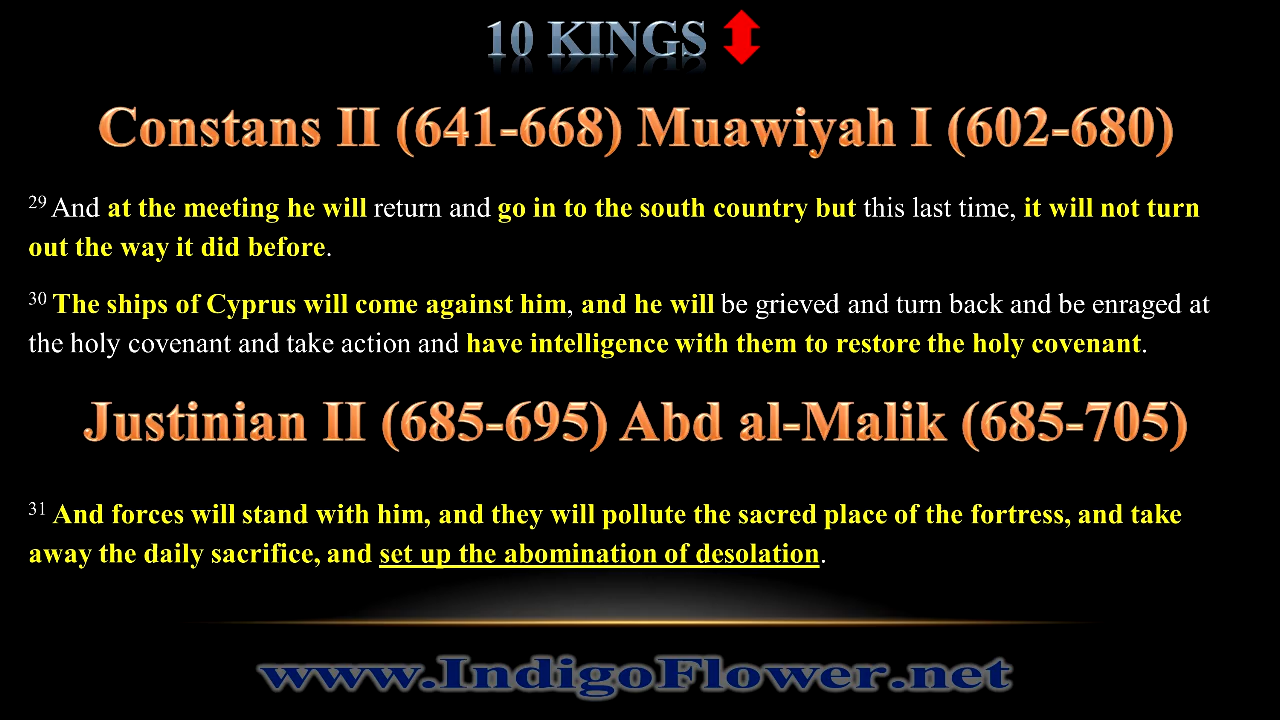 10 KINGS
Constans II (641-668) Muawiyah I (602-680)
29 And at the meeting he will return and go in to the south country but this last time, it will not turn
out the way it did before.
30 The ships of Cyprus will come against him, and he will be grieved and turn back and be enraged at
the holy covenant and take action and have intelligence with them to restore the holy covenant.
Justinian II (685-695) Abd al-Malik (685-705)
31 And forces will stand with him, and they will pollute the sacred place of the fortress, and take
away the daily sacrifice, and set up the abomination of desolation.
www.IndigoFlower.net